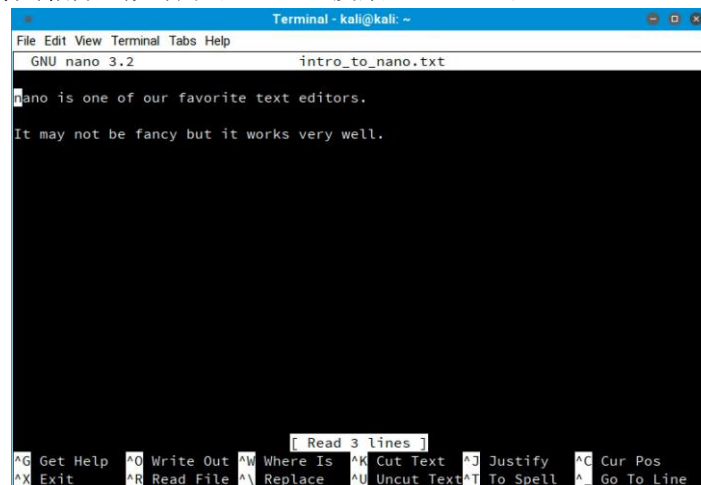 Terminal - kali@kali: ~
File Edit View Terminal Tabs Help
GNU nano 3.2 intro_to_nano.txt
nano is one of our favorite text editors.
It may not be fancy but it works very well.
[ Read 3 lines ]
^G Get Help ^O Write Out ^W Where Is ^K Cut Text ^J Justify ^C Cur Pos
^X Exit ^R Read File ^\ Replace ^U Uncut Text ^T To Spell ^_ Go To Line